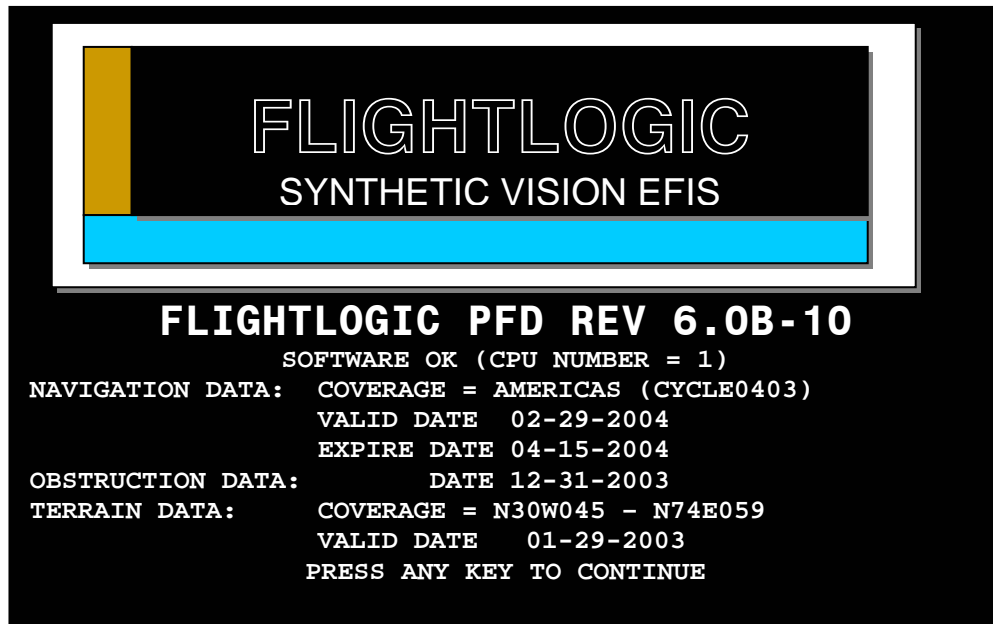 FLIGHTLOGIC
SYNTHETIC VISION EFIS
FLIGHTLOGIC PFD REV 6.0B-10
SOFTWARE OK (CPU NUMBER = 1)
NAVIGATION DATA: COVERAGE = AMERICAS (CYCLE0403)
VALID DATE 02-29-2004
EXPIRE DATE 04-15-2004
OBSTRUCTION DATA: DATE 12-31-2003
TERRAIN DATA: COVERAGE = N30W045 – N74E059
VALID DATE 01-29-2003
PRESS ANY KEY TO CONTINUE